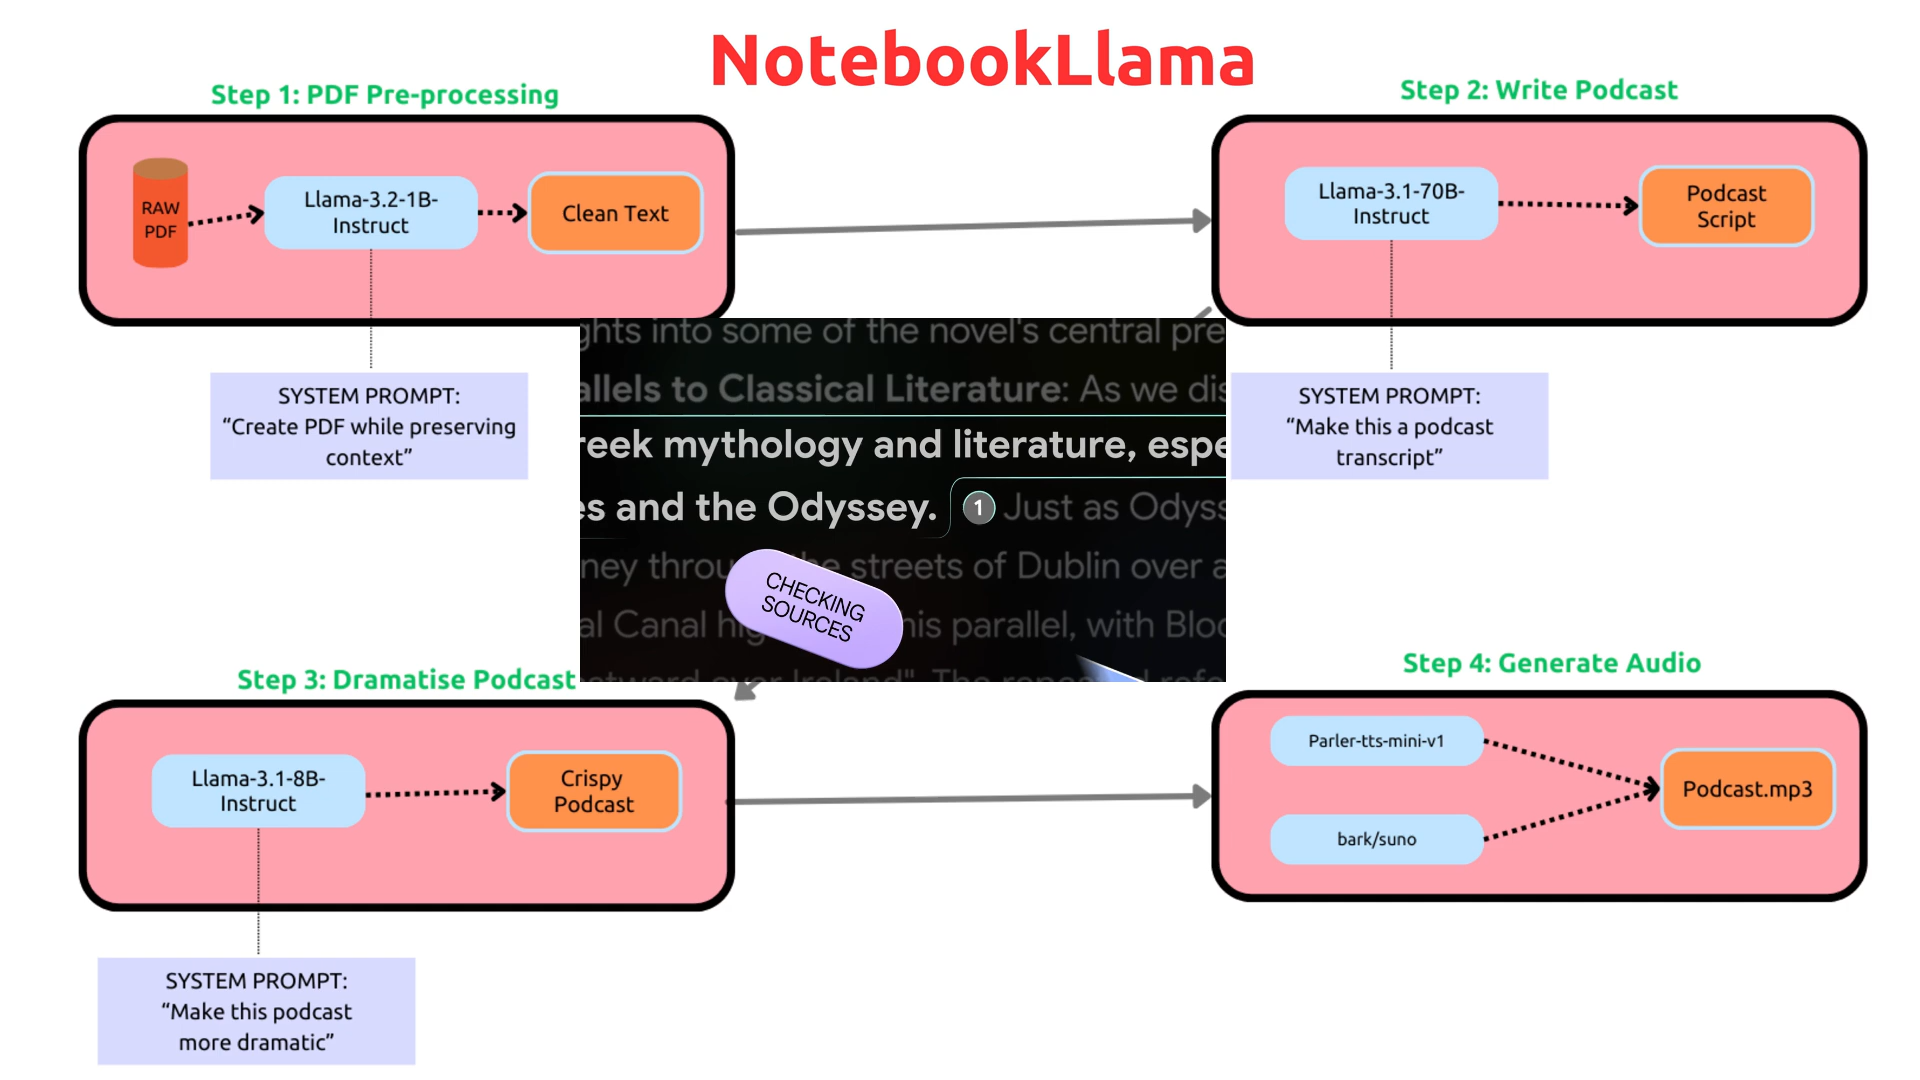 NotebookLlama
Step 1: PDF Pre-processing
RAW
PDF
Llama-3.2-1B-
Instruct
Clean Text
SYSTEM PROMPT:
“Create PDF while preserving
context”
Step 2: Write Podcast
Llama-3.1-70B-
Instruct
Podcast
Script
SYSTEM PROMPT:
“Make this a podcast
transcript”
ghts into some of the novel's central pre
allels to Classical Literature: As we dis
reek mythology and literature, espe
es and the Odyssey. 1 Just as Odyss
ney through the streets of Dublin over a
al Canal his parallel, with Bloo
CHECKING
SOURCES
Step 3: Dramatise Podcast
Llama-3.1-8B-
Instruct
Crispy
Podcast
SYSTEM PROMPT:
“Make this podcast
more dramatic”
Step 4: Generate Audio
Parler-tts-mini-v1
bark/suno
Podcast.mp3